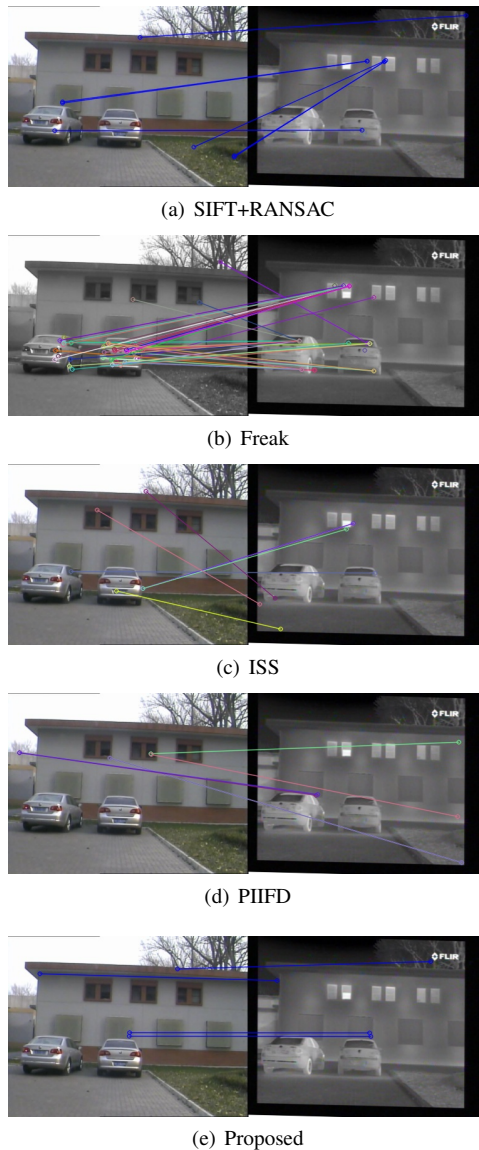 FLIR
(a) SIFT+RANSAC
FLIR
(b) Freak
FLIR
(c) ISS
FLIR
(d) PIIFD
FLIR
(e) Proposed